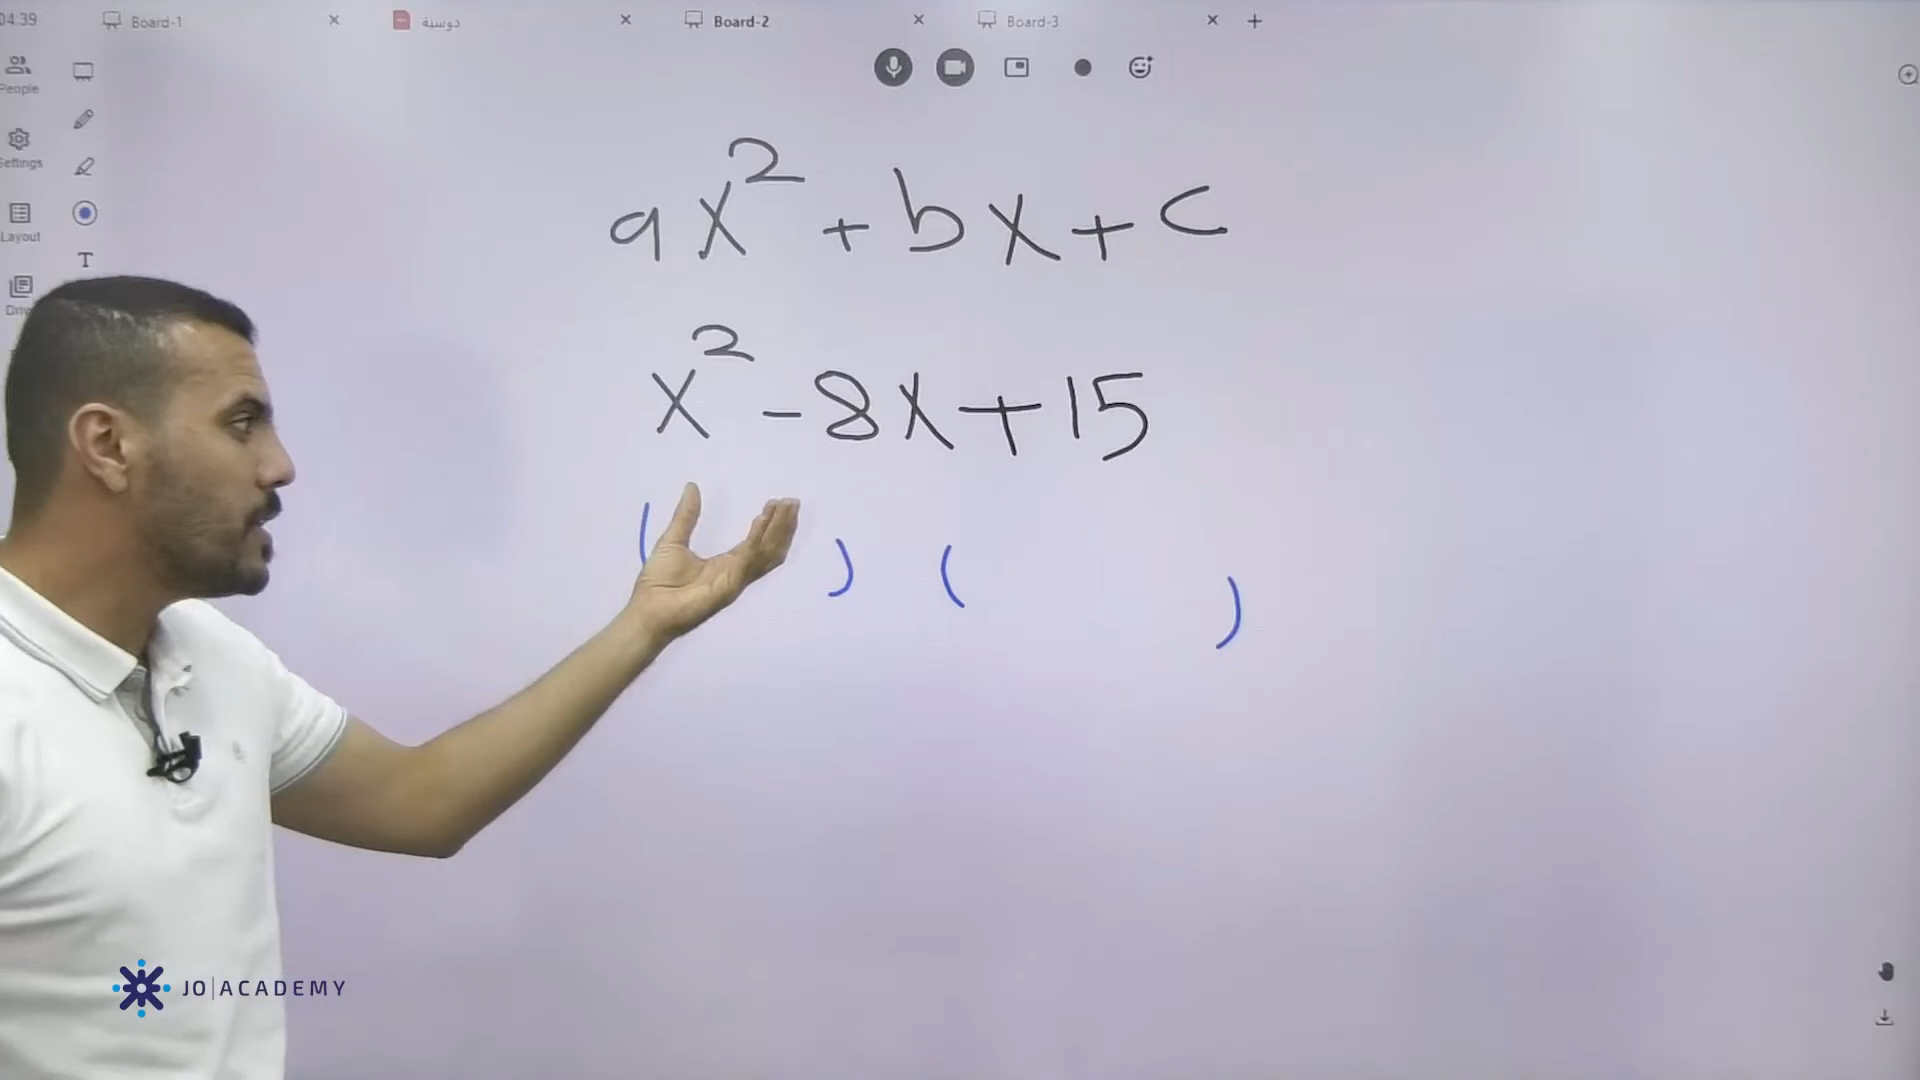 04:39
Board-1
دوسية
Board-2
Board-3
People
Settings
Layout
T
ax² + bx + c
x² - 8x + 15
( ) ( )
JO|ACADEMY